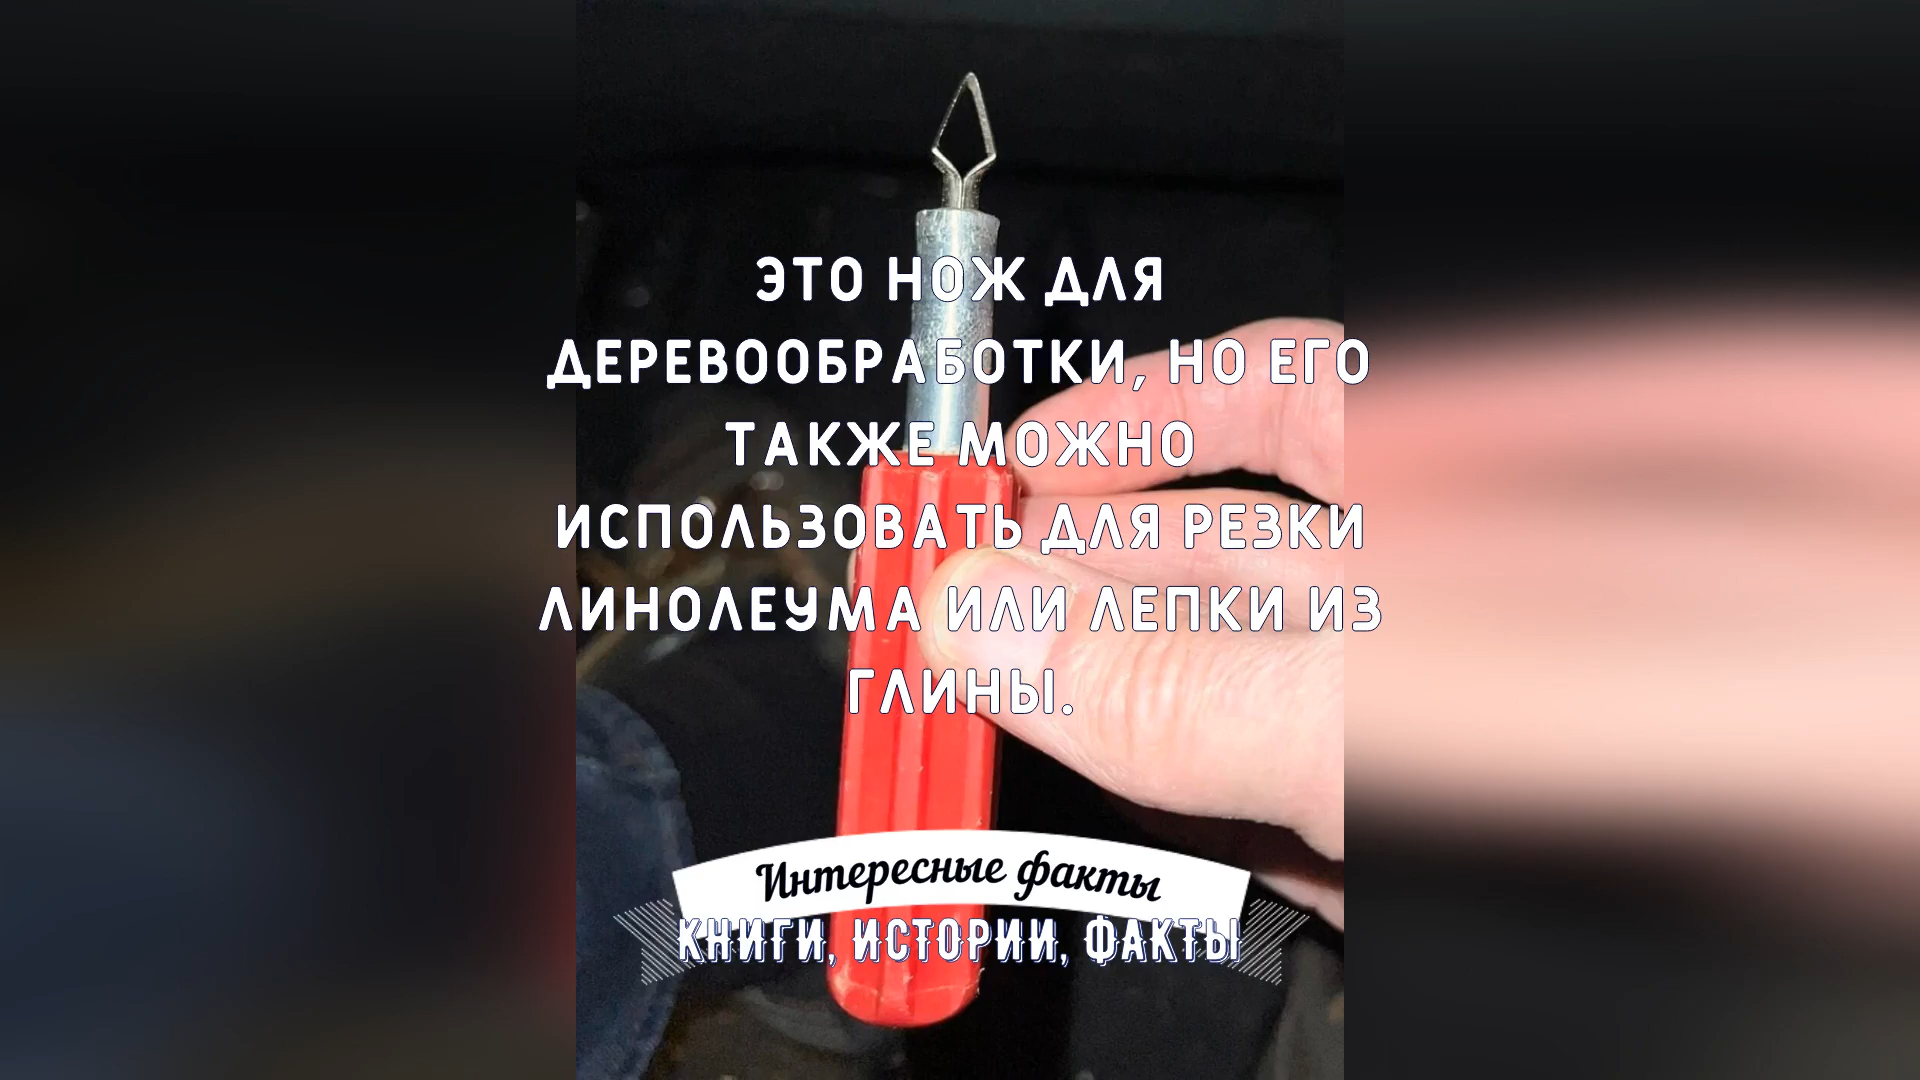 ЭТО НОЖ ДЛЯ
ДЕРЕВООБРАБОТКИ, НО ЕГО
ТАКЖЕ МОЖНО
ИСПОЛЬЗОВАТЬ ДЛЯ РЕЗКИ
ЛИНОЛЕУМА ИЛИ ЛЕПКИ ИЗ
ГЛИНЫ.
Интересные факты
КНИГИ, ИСТОРИИ, ФАКТЫ